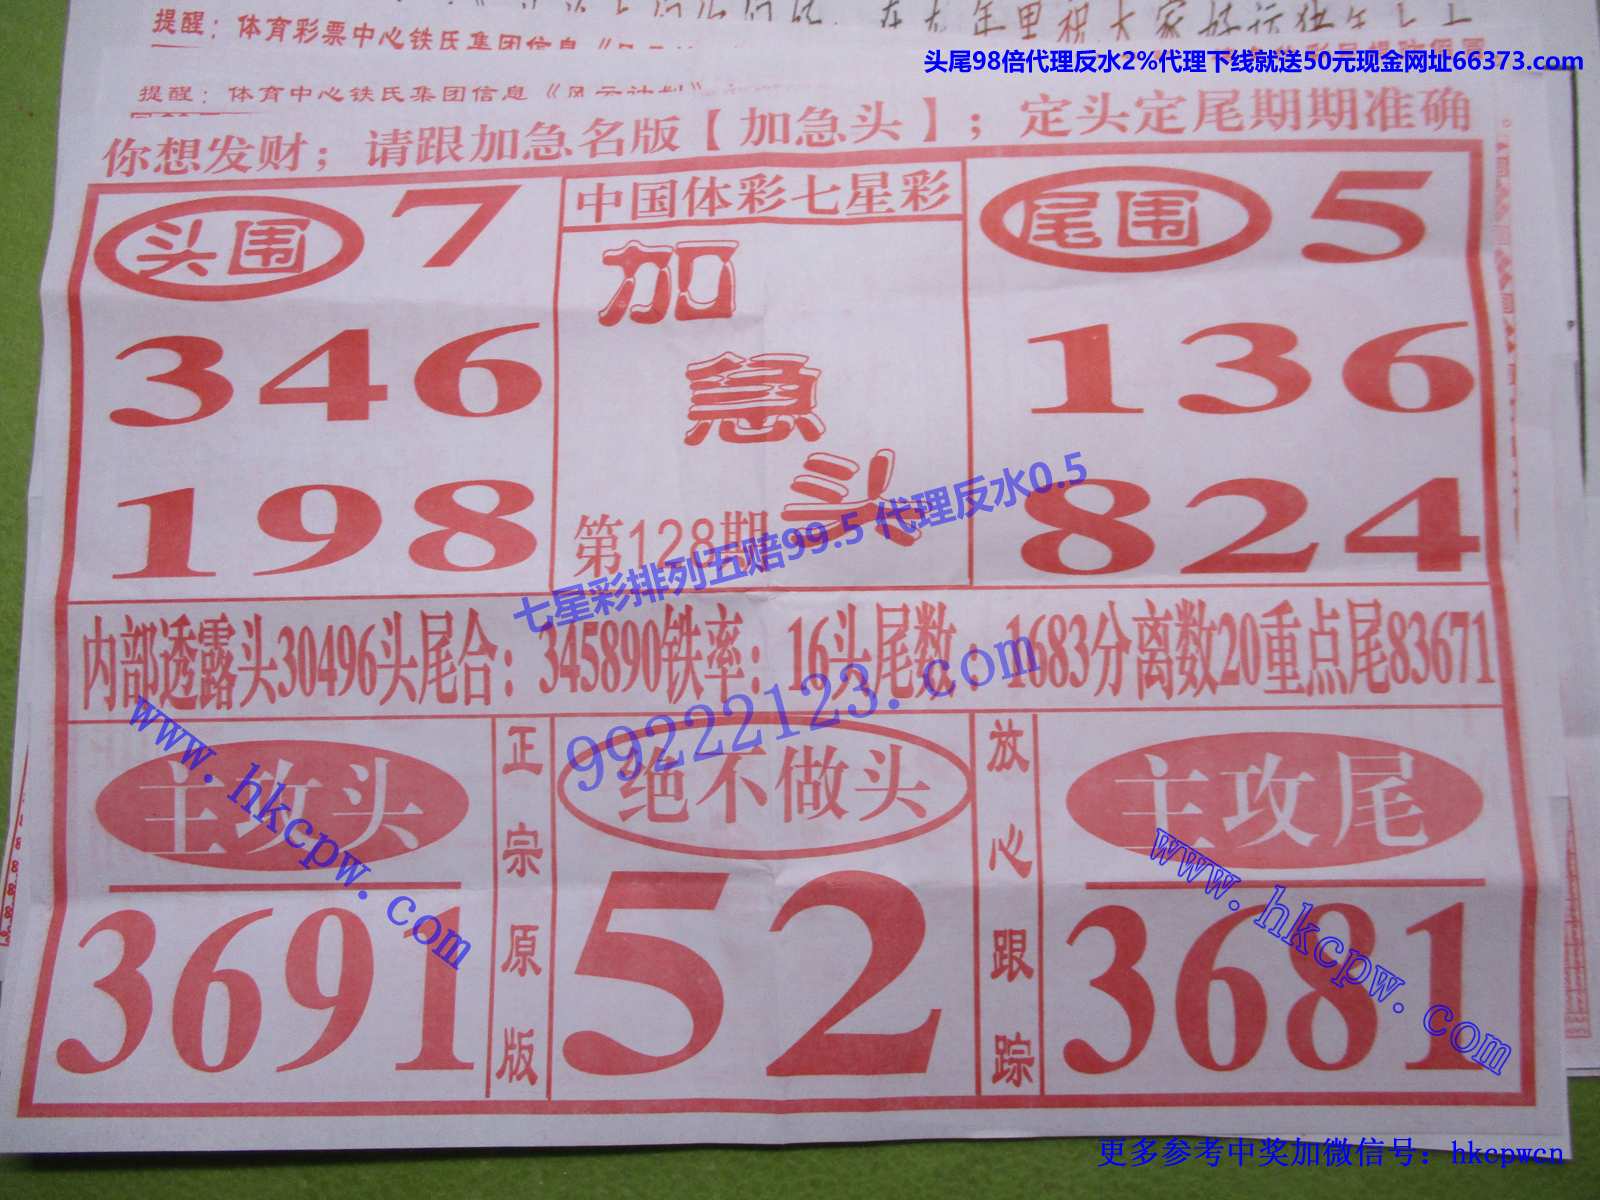 提醒：体育彩票中心铁氏集团信息
头尾98倍代理反水2%代理下线就送50元现金网址66373.com
提醒：体育中心铁氏集团信息《风云计划》
你想发财；请跟加急名版【加急头】；定头定尾期期准确
头围 7
346
198
中国体彩七星彩
加
急
头
第128期
尾围 5
136
824
七星彩排列五赔99.5 代理反水0.5
内部透露头30496头尾合：345890铁率：16头尾数：1683分离数20重点尾83671
99222123.com
www.hkcpw.com
主攻头
3691
正宗原版
绝不做头
52
放心跟踪
主攻尾
3681
www.hkcpw.com
更多参考中奖加微信号：hkcpwcn